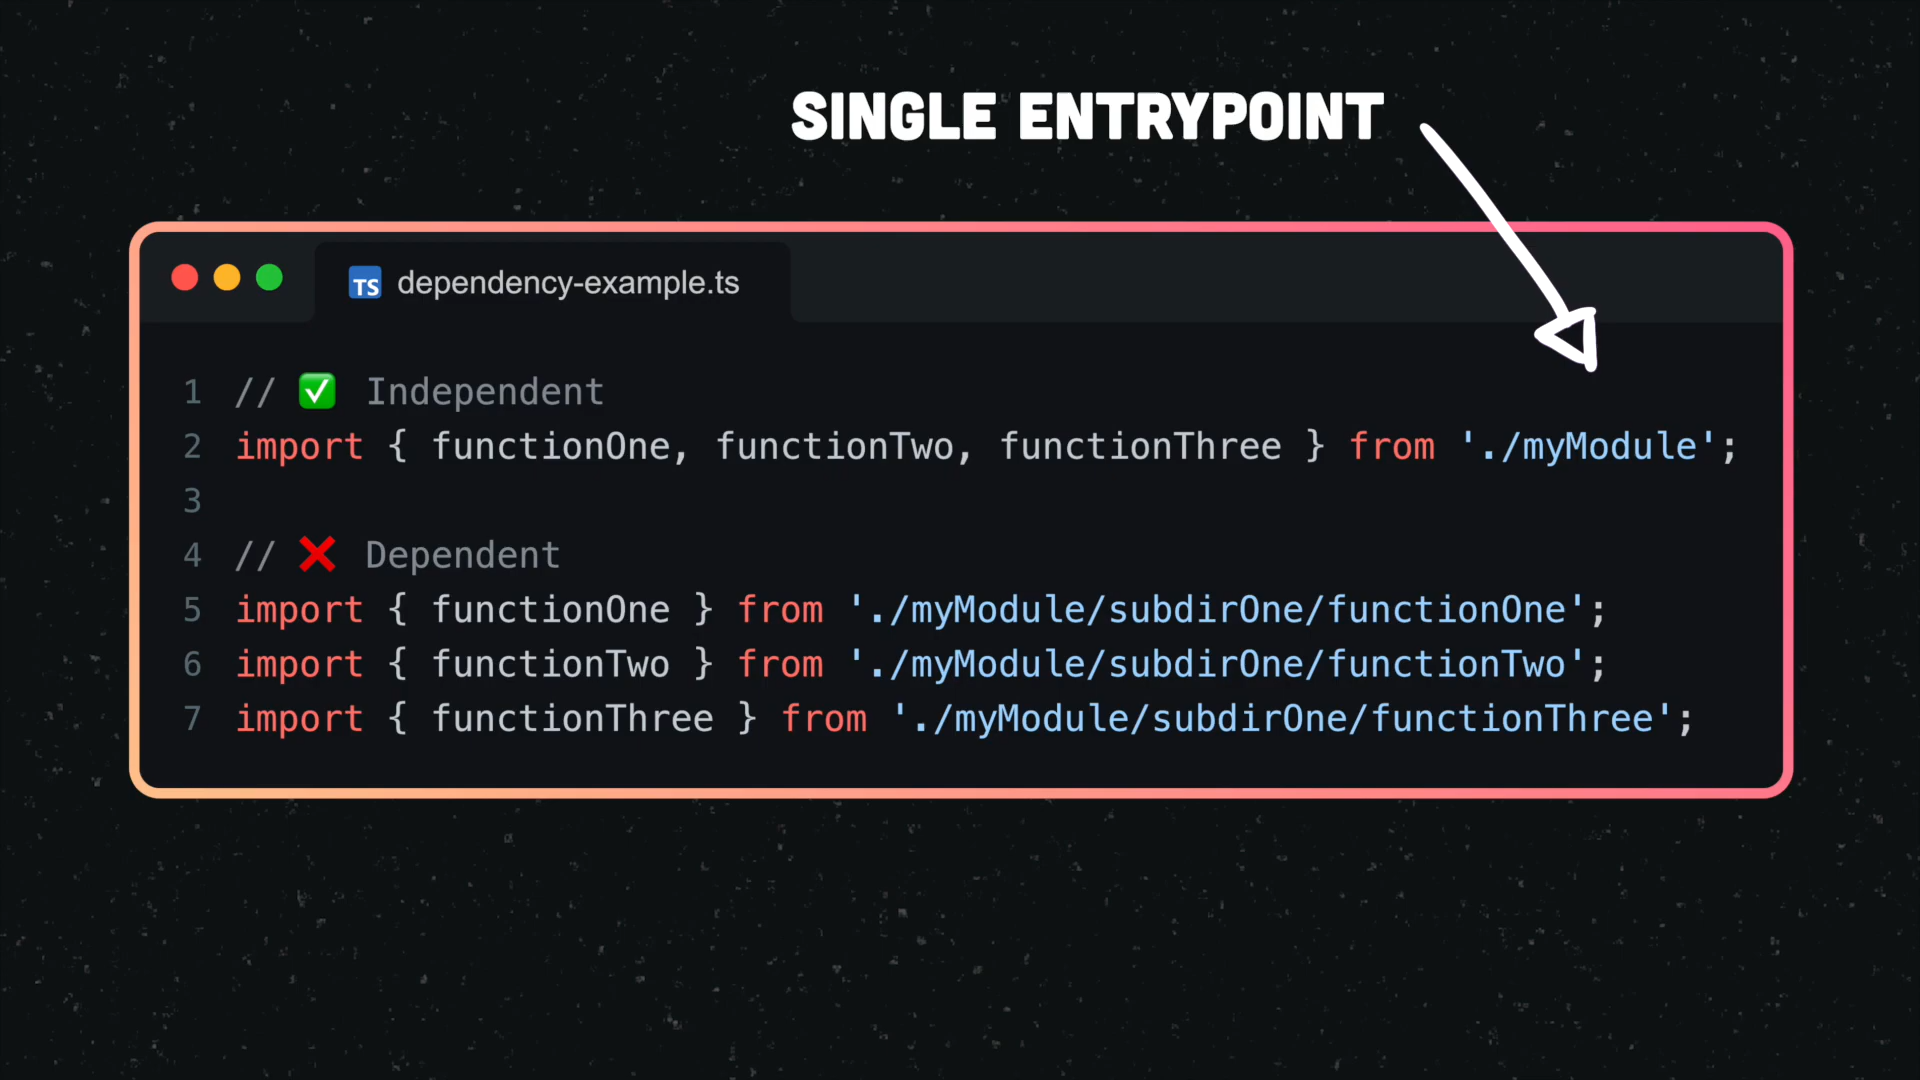 SINGLE ENTRYPOINT
TS dependency-example.ts
1 // ✅ Independent
2 import { functionOne, functionTwo, functionThree } from './myModule';
3
4 // ❌ Dependent
5 import { functionOne } from './myModule/subdirOne/functionOne';
6 import { functionTwo } from './myModule/subdirOne/functionTwo';
7 import { functionThree } from './myModule/subdirOne/functionThree';